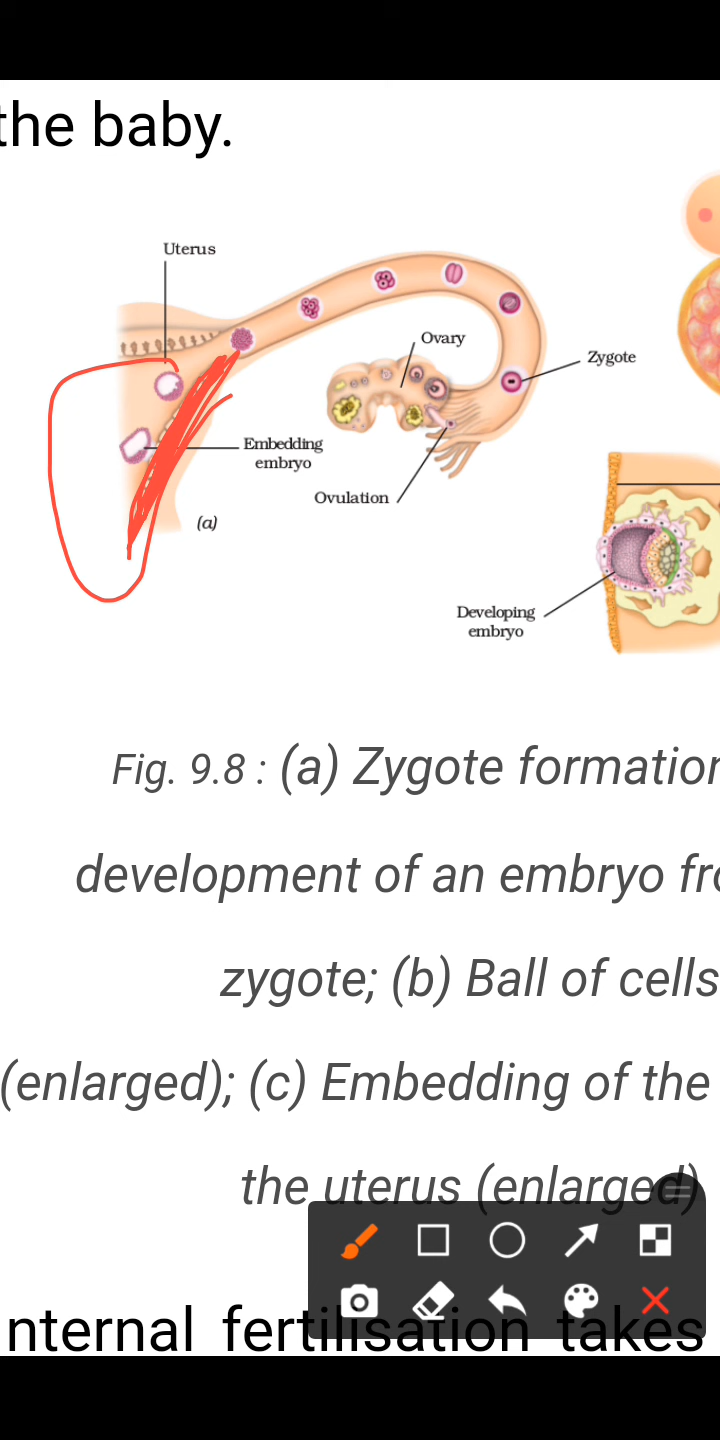 the baby.
Uterus
Ovary
Zygote
Embedding
embryo
Ovulation
(a)
Developing
embryo
Fig. 9.8 : (a) Zygote formation
development of an embryo fro
zygote; (b) Ball of cells
(enlarged); (c) Embedding of the
the uterus (enlarged)
nternal fertilisation takes